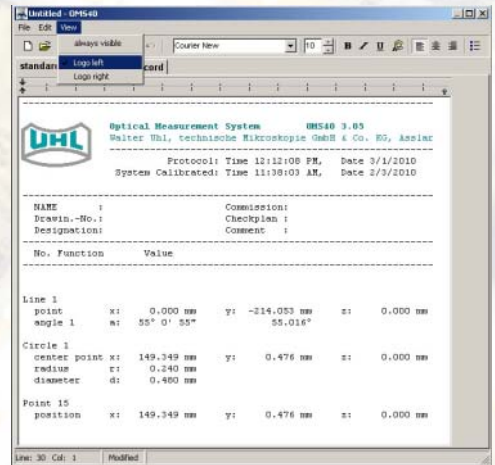 Untitled - OMS40
File Edit View
always visible
Logo left
Logo right
Courier New 10 B I U
standard cord
UHL
Optical Measurement System OMS40 3.05
Walter Uhl, technische Mikroskopie GmbH & Co. KG, Asslar
Protocol: Time 12:12:08 PM, Date 3/1/2010
System Calibrated: Time 11:38:03 AM, Date 2/3/2010
NAME : Commission:
Drawin.-No.: Checkplan :
Designation: Comment :
No. Function Value
Line 1
point x: 0.000 mm y: -214.053 mm z: 0.000 mm
angle 1 a: 55° 0' 55" 55.016°
Circle 1
center point x: 149.349 mm y: 0.476 mm z: 0.000 mm
radius r: 0.240 mm
diameter d: 0.480 mm
Point 15
position x: 149.349 mm y: 0.476 mm z: 0.000 mm
Line: 30 Col: 1 Modified